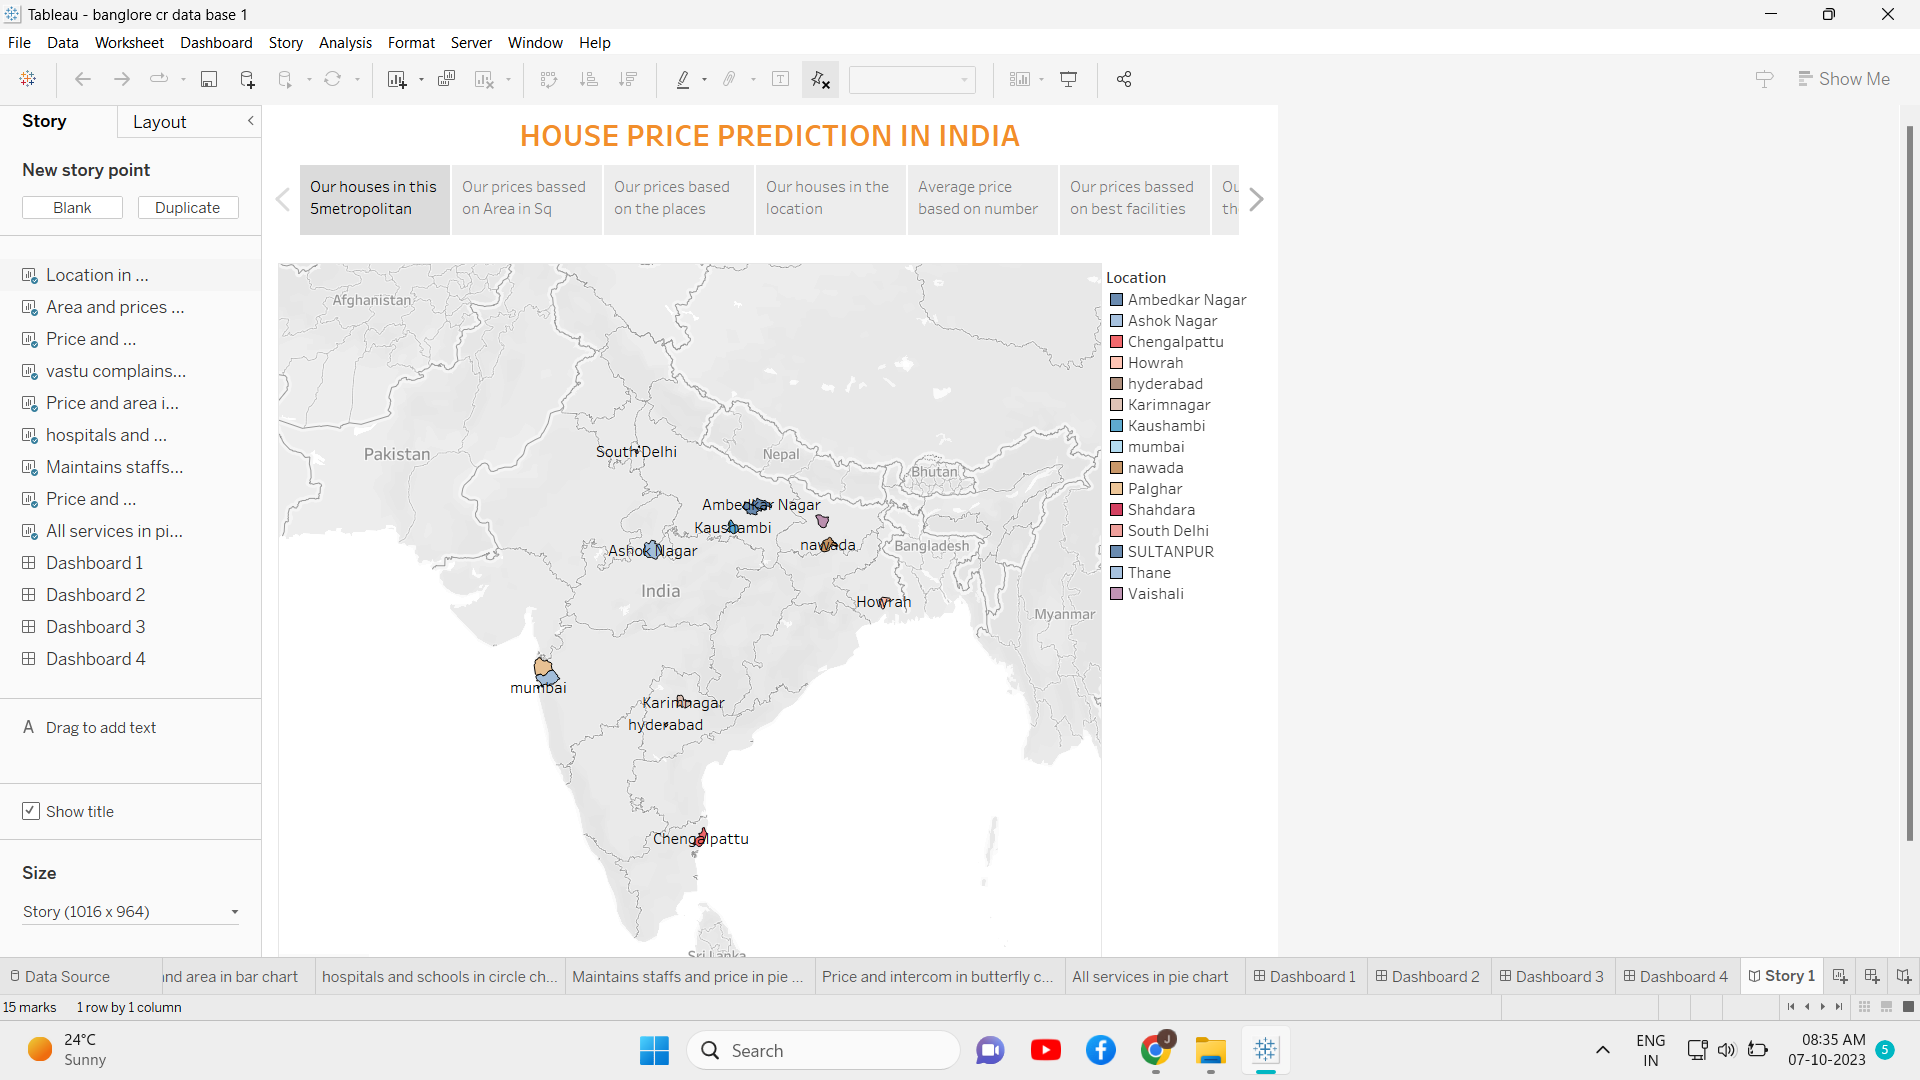 Tableau - banglore cr data base 1
File Data Worksheet Dashboard Story Analysis Format Server Window Help
Show Me
Story Layout
New story point
Blank Duplicate
Location in ...
Area and prices ...
Price and ...
vastu complains...
Price and area i...
hospitals and ...
Maintains staffs...
Price and ...
All services in pi...
Dashboard 1
Dashboard 2
Dashboard 3
Dashboard 4
A Drag to add text
Show title
Size
Story (1016 x 964)
HOUSE PRICE PREDICTION IN INDIA
Our houses in this
5metropolitan
Our prices bassed
on Area in Sq
Our prices based
on the places
Our houses in the
location
Average price
based on number
Our prices bassed
on best facilities
Ou
th
Afghanistan
Pakistan
South Delhi
Nepal
Bhutan
Ambedkar Nagar
Kaushambi
Ashok Nagar
nawada
Bangladesh
India
Howrah
Myanmar
mumbai
Karimnagar
hyderabad
Chengalpattu
Sri Lanka
Location
Ambedkar Nagar
Ashok Nagar
Chengalpattu
Howrah
hyderabad
Karimnagar
Kaushambi
mumbai
nawada
Palghar
Shahdara
South Delhi
SULTANPUR
Thane
Vaishali
Data Source
nd area in bar chart
hospitals and schools in circle ch...
Maintains staffs and price in pie ...
Price and intercom in butterfly c...
All services in pie chart
Dashboard 1
Dashboard 2
Dashboard 3
Dashboard 4
Story 1
15 marks 1 row by 1 column
24°C
Sunny
Search
J
ENG
IN
08:35 AM
07-10-2023
5